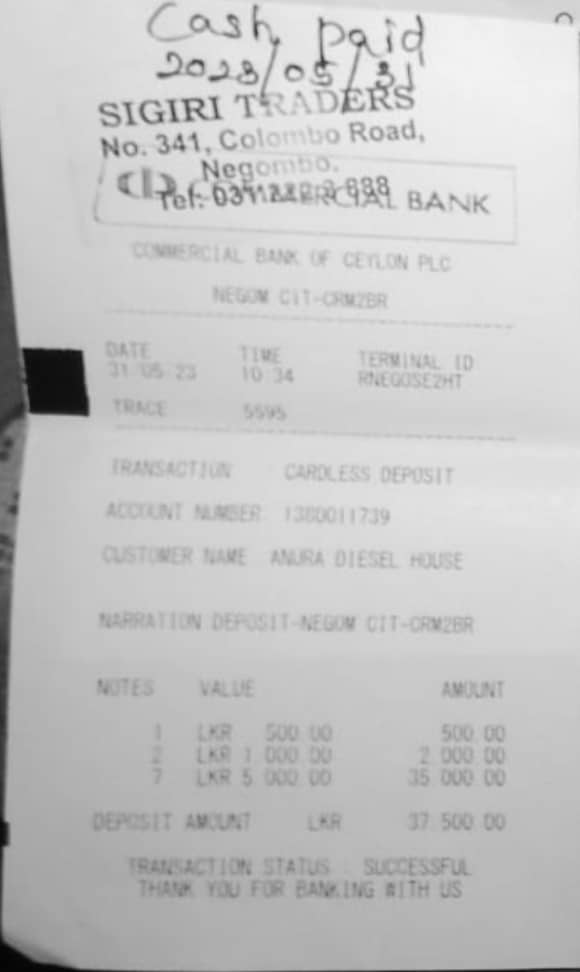 Cash paid
2023/05/31
SIGIRI TRADERS
No. 341, Colombo Road,
Negombo.
Tel: 031
COMMERCIAL BANK
COMMERCIAL BANK OF CEYLON PLC
NEGOM CIT-CRM2BR
DATE TIME TERMINAL ID
31/05/23 10:34 RNEGOSE2HT
TRACE 5595
TRANSACTION : CARDLESS DEPOSIT
ACCOUNT NUMBER: 1380011739
CUSTOMER NAME: ANURA DIESEL HOUSE
NARRATION DEPOSIT-NEGOM CIT-CRM2BR
NOTES VALUE AMOUNT
1 LKR 500.00 500.00
2 LKR 1,000.00 2,000.00
7 LKR 5,000.00 35,000.00
DEPOSIT AMOUNT LKR 37,500.00
TRANSACTION STATUS : SUCCESSFUL
THANK YOU FOR BANKING WITH US